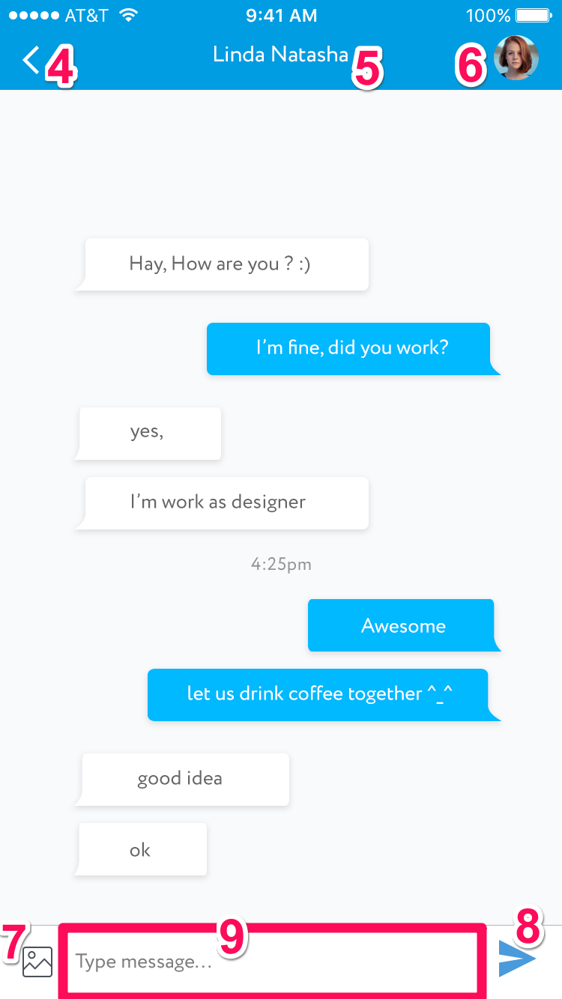 AT&T 9:41 AM 100%
4 Linda Natasha 5 6
Hay, How are you ? :)
I'm fine, did you work?
yes,
I'm work as designer
4:25pm
Awesome
let us drink coffee together ^_^
good idea
ok
7 9 8
Type message...